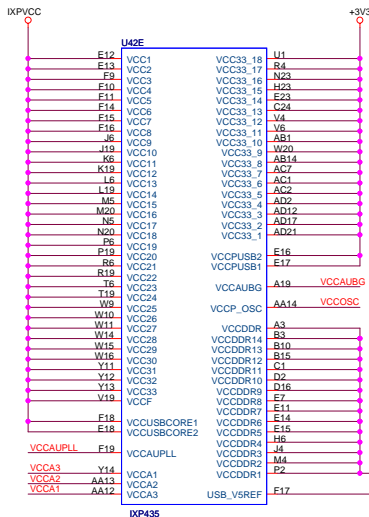 IXPVCC
+3V3
U42E
E12 VCC1 VCC33_18 U1
E13 VCC2 VCC33_17 R4
F9 VCC3 VCC33_16 N23
F10 VCC4 VCC33_15 H23
F11 VCC5 VCC33_14 E23
F14 VCC6 VCC33_13 C24
F15 VCC7 VCC33_12 V4
F16 VCC8 VCC33_11 V6
J6 VCC9 VCC33_10 AB1
J19 VCC10 VCC33_9 W20
K6 VCC11 VCC33_8 AB14
K19 VCC12 VCC33_7 AC7
L6 VCC13 VCC33_6 AC1
L19 VCC14 VCC33_5 AC2
M5 VCC15 VCC33_4 AD2
M20 VCC16 VCC33_3 AD12
N5 VCC17 VCC33_2 AD17
N20 VCC18 VCC33_1 AD21
P6 VCC19
P19 VCC20 VCCPUSB2 E16
R6 VCC21 VCCPUSB1 E17
R19 VCC22
T6 VCC23 VCCAUBG A19 VCCAUBG
T19 VCC24
W9 VCC25 VCCP_OSC AA14 VCCOSC
W10 VCC26
W11 VCC27 VCCDDR A3
W14 VCC28 VCCDDR14 B3
W15 VCC29 VCCDDR13 B10
W16 VCC30 VCCDDR12 B15
Y11 VCC31 VCCDDR11 C1
Y12 VCC32 VCCDDR10 D2
Y13 VCC33 VCCDDR9 D16
V19 VCCF VCCDDR8 E7
VCCDDR7 E11
F18 VCCUSBCORE1 VCCDDR6 E14
E18 VCCUSBCORE2 VCCDDR5 E15
VCCDDR4 H6
VCCAUPLL F19 VCCAUPLL VCCDDR3 J4
VCCDDR2 M4
VCCA3 Y14 VCCA1 VCCDDR1 P2
VCCA2 AA13 VCCA2
VCCA1 AA12 VCCA3 USB_V5REF F17
IXP435